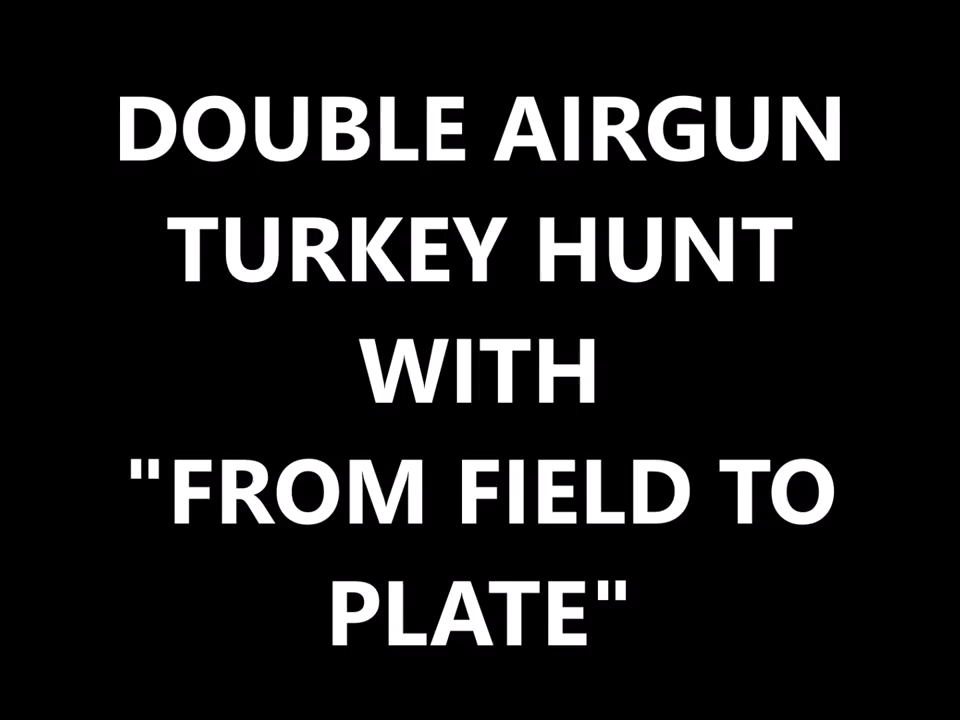 DOUBLE AIRGUN
TURKEY HUNT
WITH
"FROM FIELD TO
PLATE"